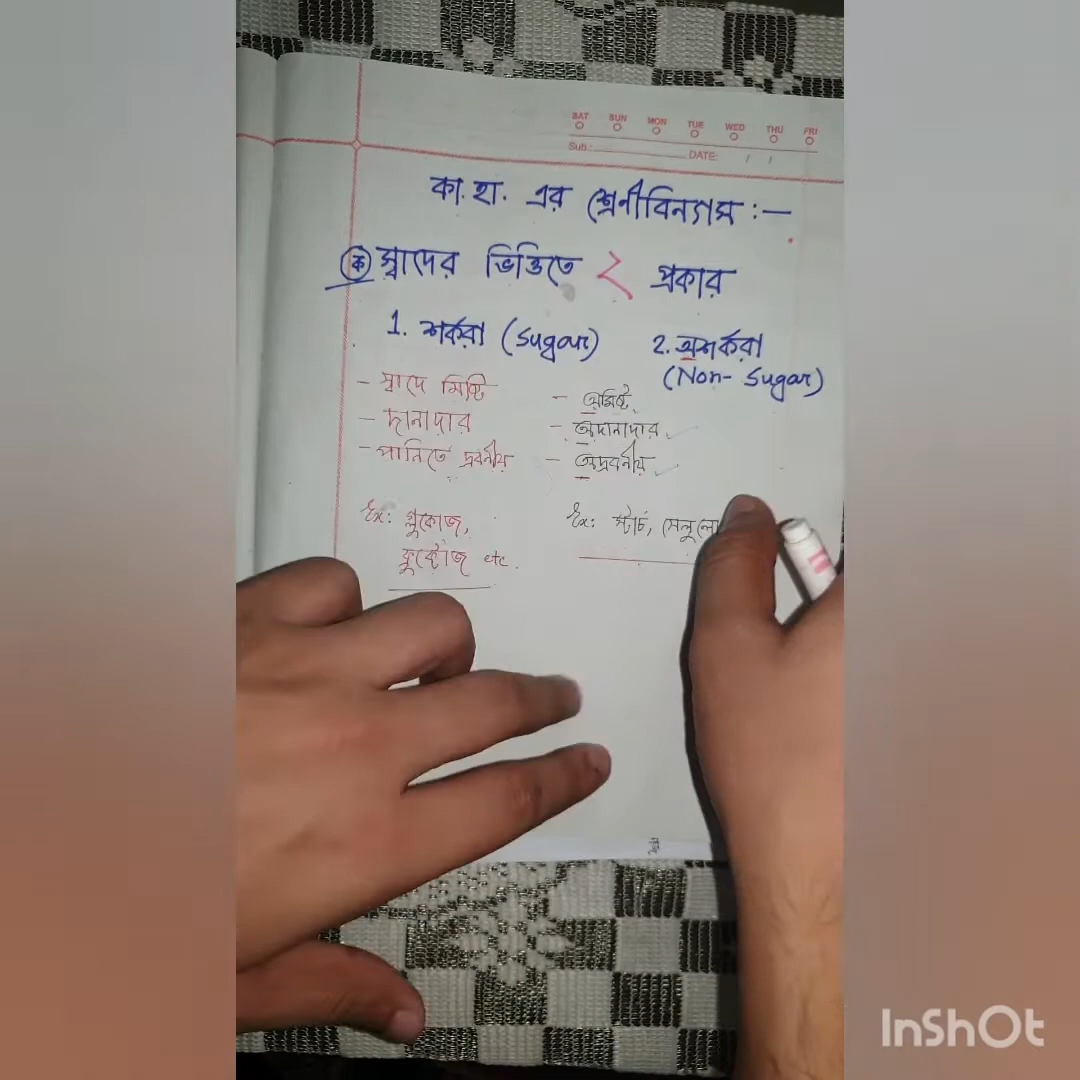 SAT SUN MON TUE WED THU FRI
Sub: DATE: / /
কা.হা. এর শ্রেনীবিন্যাস :-
ক স্বাদের ভিত্তিতে ২ প্রকার
1. শর্করা (Sugar)
- স্বাদে মিষ্টি
- দানাদার
- পানিতে দ্রবনীয়
Ex: গ্লুকোজ,
ফ্রুক্টোজ etc.
2. অশর্করা
(Non-Sugar)
- অমিষ্ট
- অদানাদার
- অদ্রবনীয়
Ex: স্টার্চ,
InShOt